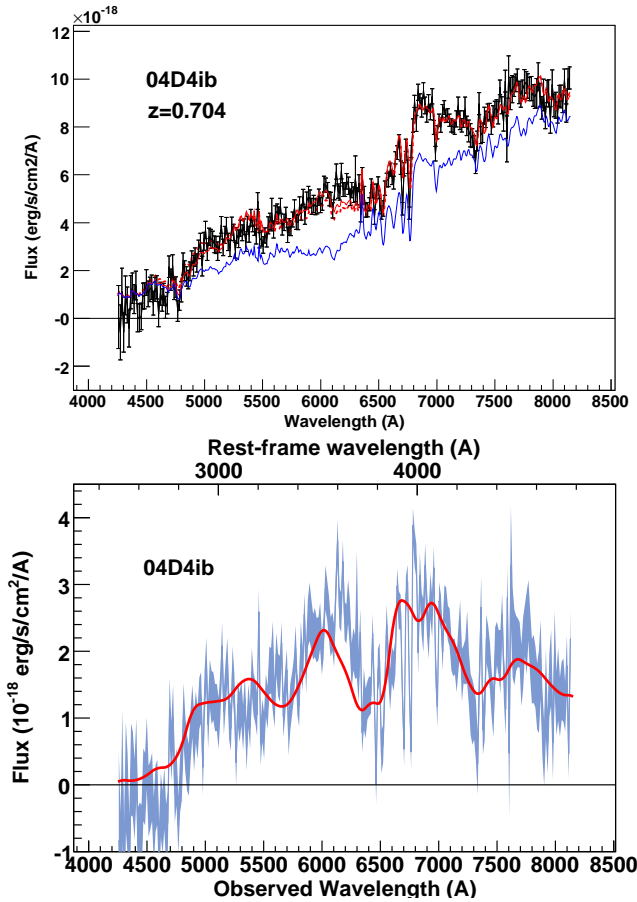 ×10⁻¹⁸
04D4ib
z=0.704
Flux (erg/s/cm2/A)
12
10
8
6
4
2
-0
-2
4000 4500 5000 5500 6000 6500 7000 7500 8000 8500
Wavelength (A)
Rest-frame wavelength (A)
3000 4000
04D4ib
Flux (10⁻¹⁸ erg/s/cm²/A)
4
3
2
1
0
-1
4000 4500 5000 5500 6000 6500 7000 7500 8000 8500
Observed Wavelength (A)